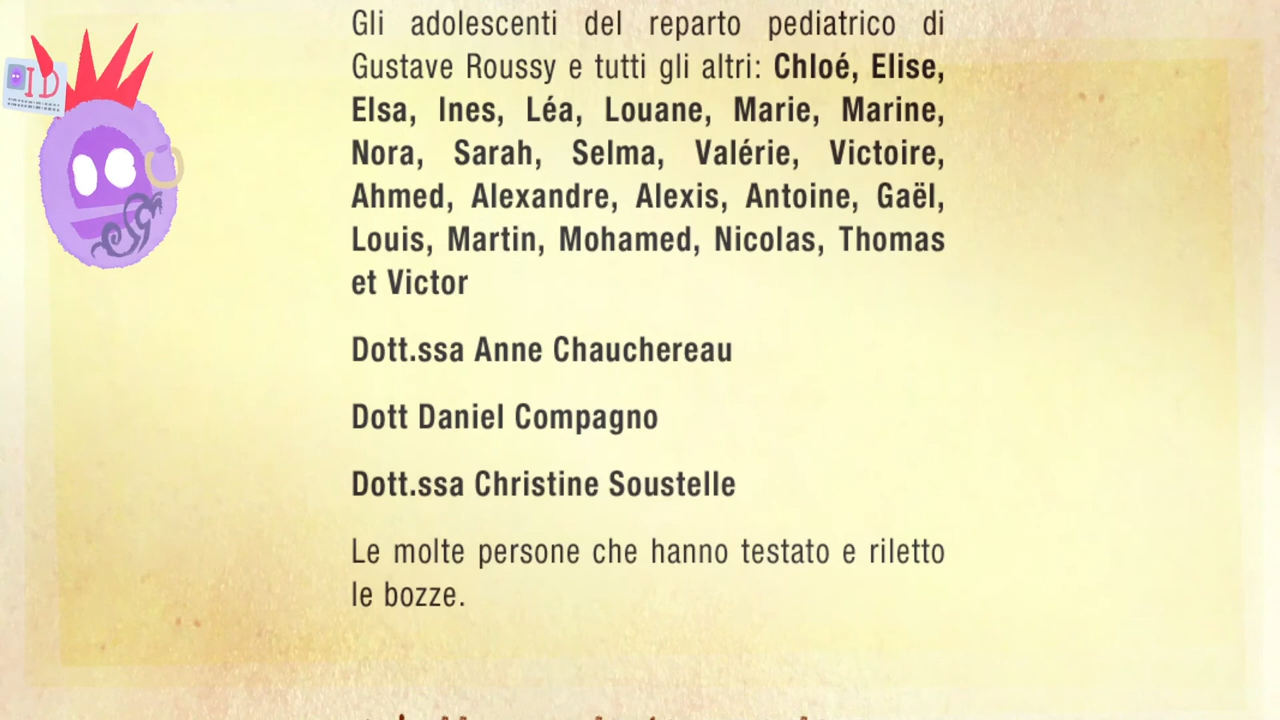 Gli adolescenti del reparto pediatrico di
Gustave Roussy e tutti gli altri: Chloé, Elise,
Elsa, Ines, Léa, Louane, Marie, Marine,
Nora, Sarah, Selma, Valérie, Victoire,
Ahmed, Alexandre, Alexis, Antoine, Gaël,
Louis, Martin, Mohamed, Nicolas, Thomas
et Victor
Dott.ssa Anne Chauchereau
Dott Daniel Compagno
Dott.ssa Christine Soustelle
Le molte persone che hanno testato e riletto
le bozze.
ID